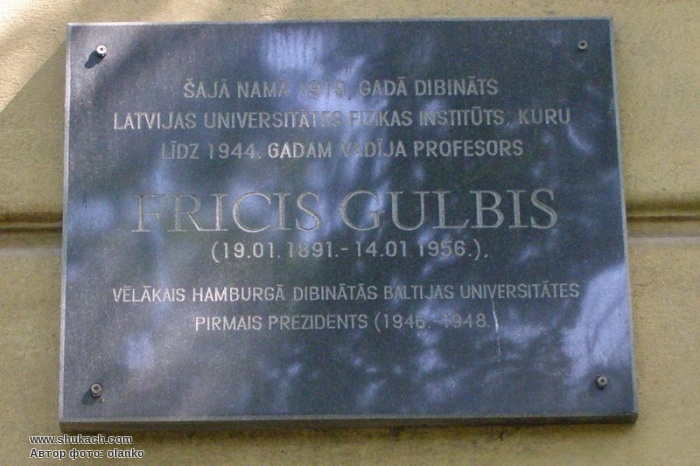 ŠAJĀ NAMĀ 1919. GADĀ DIBINĀTS
LATVIJAS UNIVERSITĀTES FIZIKAS INSTITŪTS, KURU
LĪDZ 1944. GADAM VADĪJA PROFESORS
FRICIS GULBIS
(19.01.1891.-14.01 1956.),
VĒLĀKAIS HAMBURGĀ DIBINĀTĀS BALTIJAS UNIVERSITĀTES
PIRMAIS PREZIDENTS (1946.-1948.
www.shukach.com
Автор фото: olanko